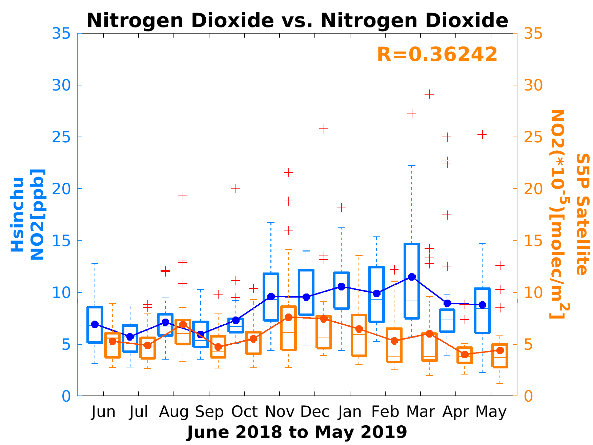 Nitrogen Dioxide vs. Nitrogen Dioxide
R=0.36242
35 35
30 30
25 25
20 20
15 15
10 10
5 5
0 0
Hsinchu
NO2[ppb]
S5P Satellite
NO2(*10^-5)[molec/m^2]
Jun Jul Aug Sep Oct Nov Dec Jan Feb Mar Apr May
June 2018 to May 2019